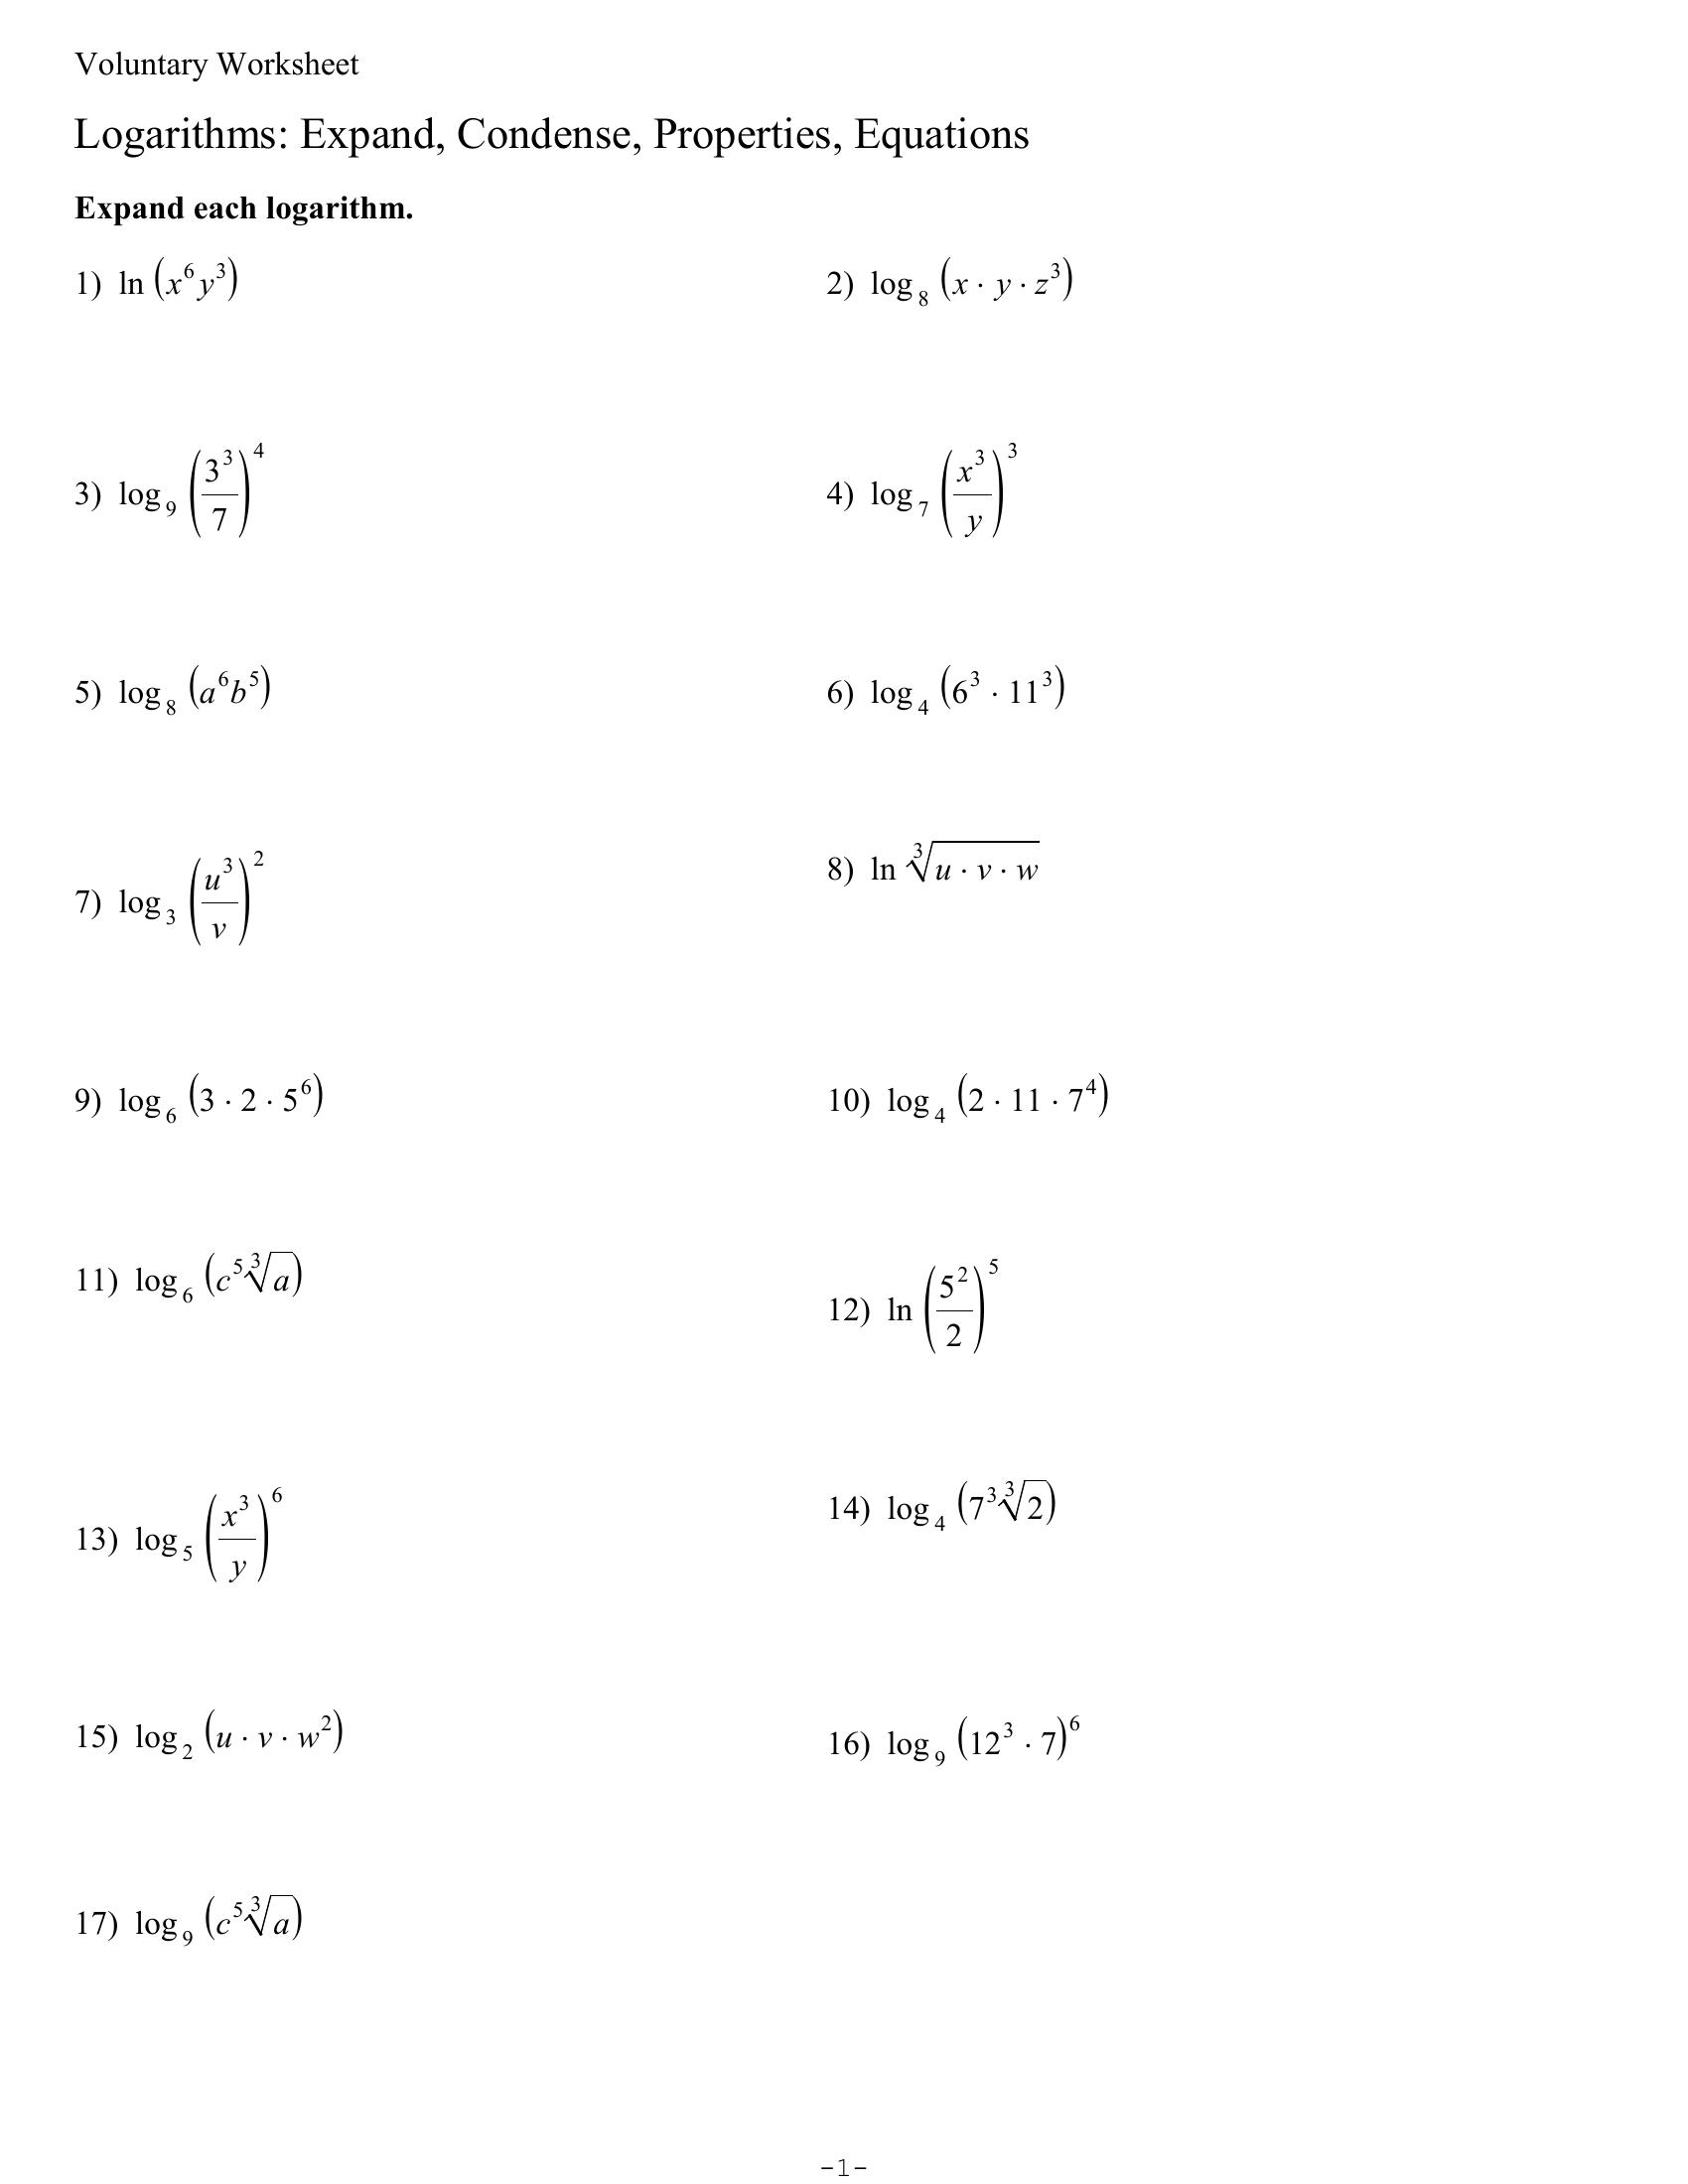 Voluntary Worksheet
Logarithms: Expand, Condense, Properties, Equations
Expand each logarithm.
1) ln (x⁶y³)
2) log₈ (x · y · z³)
3) log₉ (3³/7)⁴
4) log₇ (x³/y)³
5) log₈ (a⁶b⁵)
6) log₄ (6³ · 11³)
7) log₃ (u³/v)²
8) ln ∛(u · v · w)
9) log₆ (3 · 2 · 5⁶)
10) log₄ (2 · 11 · 7⁴)
11) log₆ (c⁵∛a)
12) ln (5²/2)⁵
13) log₅ (x³/y)⁶
14) log₄ (7³∛2)
15) log₂ (u · v · w²)
16) log₉ (12³ · 7)⁶
17) log₉ (c⁵∛a)
-1-